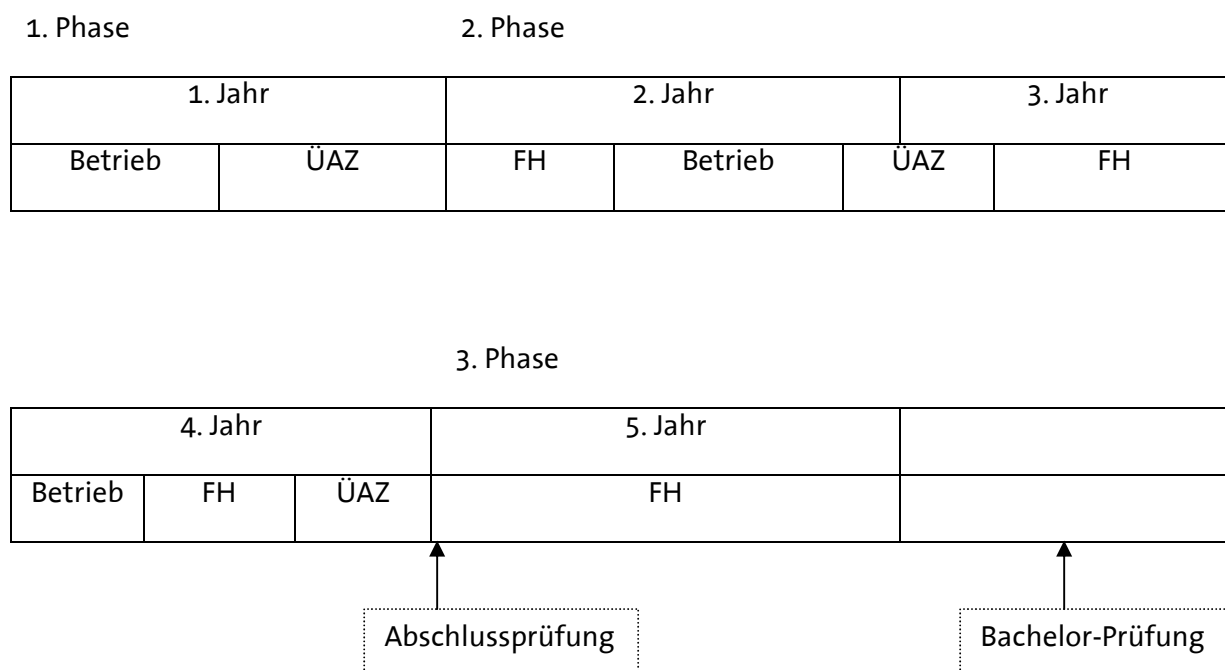 1. Phase 2. Phase
1. Jahr 2. Jahr 3. Jahr
Betrieb ÜAZ FH Betrieb ÜAZ FH
3. Phase
4. Jahr 5. Jahr
Betrieb FH ÜAZ FH
Abschlussprüfung Bachelor-Prüfung